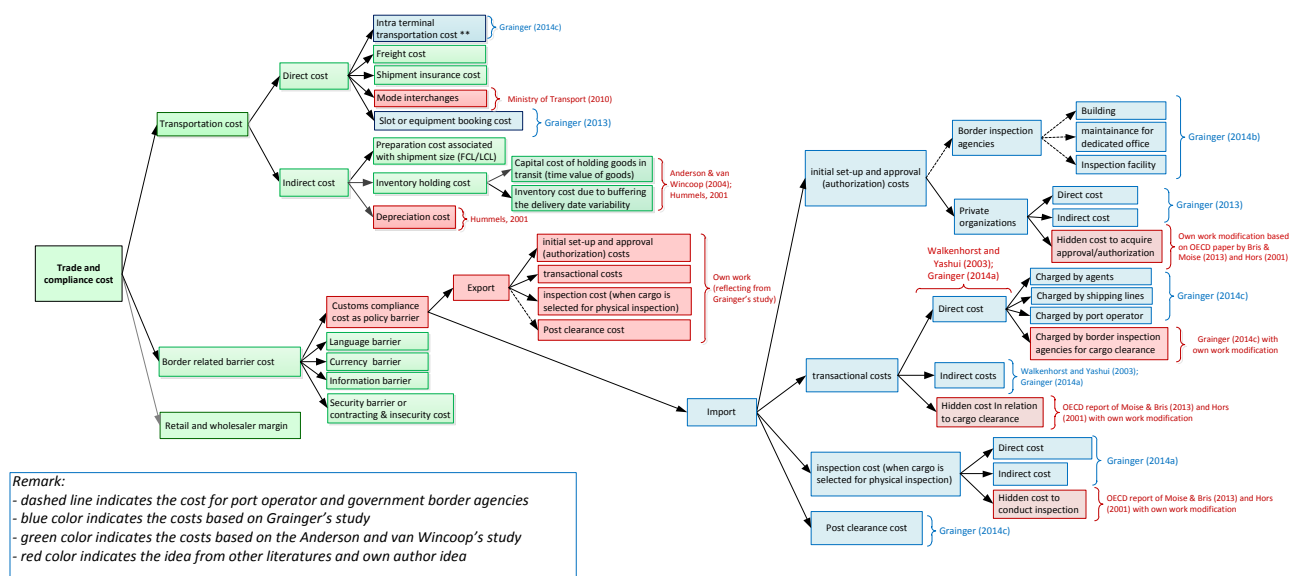 Trade and
compliance cost
Transportation cost
Direct cost
Intra terminal
transportation cost **
Grainger (2014c)
Freight cost
Shipment insurance cost
Mode interchanges
Ministry of Transport (2010)
Slot or equipment booking cost
Grainger (2013)
Indirect cost
Preparation cost associated
with shipment size (FCL/LCL)
Inventory holding cost
Capital cost of holding goods in
transit (time value of goods)
Inventory cost due to buffering
the delivery date variability
Anderson & van
Wincoop (2004);
Hummels, 2001
Depreciation cost
Hummels, 2001
Border related barrier cost
Customs compliance
cost as policy barrier
Language barrier
Currency barrier
Information barrier
Security barrier or
contracting & insecurity cost
Retail and wholesaler margin
Export
initial set-up and approval
(authorization) costs
transactional costs
inspection cost (when cargo is
selected for physical inspection)
Post clearance cost
Own work
(reflecting from
Grainger's study)
Import
initial set-up and approval
(authorization) costs
Border inspection
agencies
Building
maintainance for
dedicated office
Inspection facility
Grainger (2014b)
Private
organizations
Direct cost
Indirect cost
Grainger (2013)
Hidden cost to acquire
approval/authorization
Own work modification based
on OECD paper by Bris &
Moise (2013) and Hors (2001)
transactional costs
Walkenhorst and
Yashui (2003);
Grainger (2014a)
Direct cost
Charged by agents
Charged by shipping lines
Charged by port operator
Grainger (2014c)
Charged by border inspection
agencies for cargo clearance
Grainger (2014c) with
own work modification
Indirect costs
Walkenhorst and Yashui (2003);
Grainger (2014a)
Hidden cost In relation
to cargo clearance
OECD report of Moise & Bris (2013) and Hors
(2001) with own work modification
inspection cost (when cargo is
selected for physical inspection)
Direct cost
Indirect cost
Grainger (2014a)
Hidden cost to
conduct inspection
OECD report of Moise & Bris (2013) and Hors
(2001) with own work modification
Post clearance cost
Grainger (2014c)
Remark:
- dashed line indicates the cost for port operator and government border agencies
- blue color indicates the costs based on Grainger's study
- green color indicates the costs based on the Anderson and van Wincoop's study
- red color indicates the idea from other literatures and own author idea